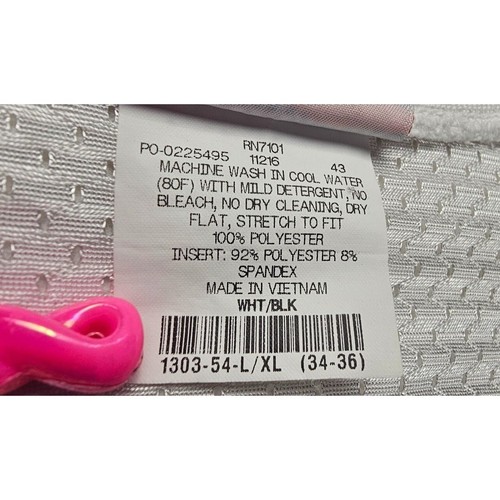 RN7101
PO-0225495 11216 43
MACHINE WASH IN COOL WATER
(80F) WITH MILD DETERGENT, NO
BLEACH, NO DRY CLEANING, DRY
FLAT, STRETCH TO FIT
100% POLYESTER
INSERT: 92% POLYESTER 8%
SPANDEX
MADE IN VIETNAM
WHT/BLK
1303-54-L/XL (34-36)